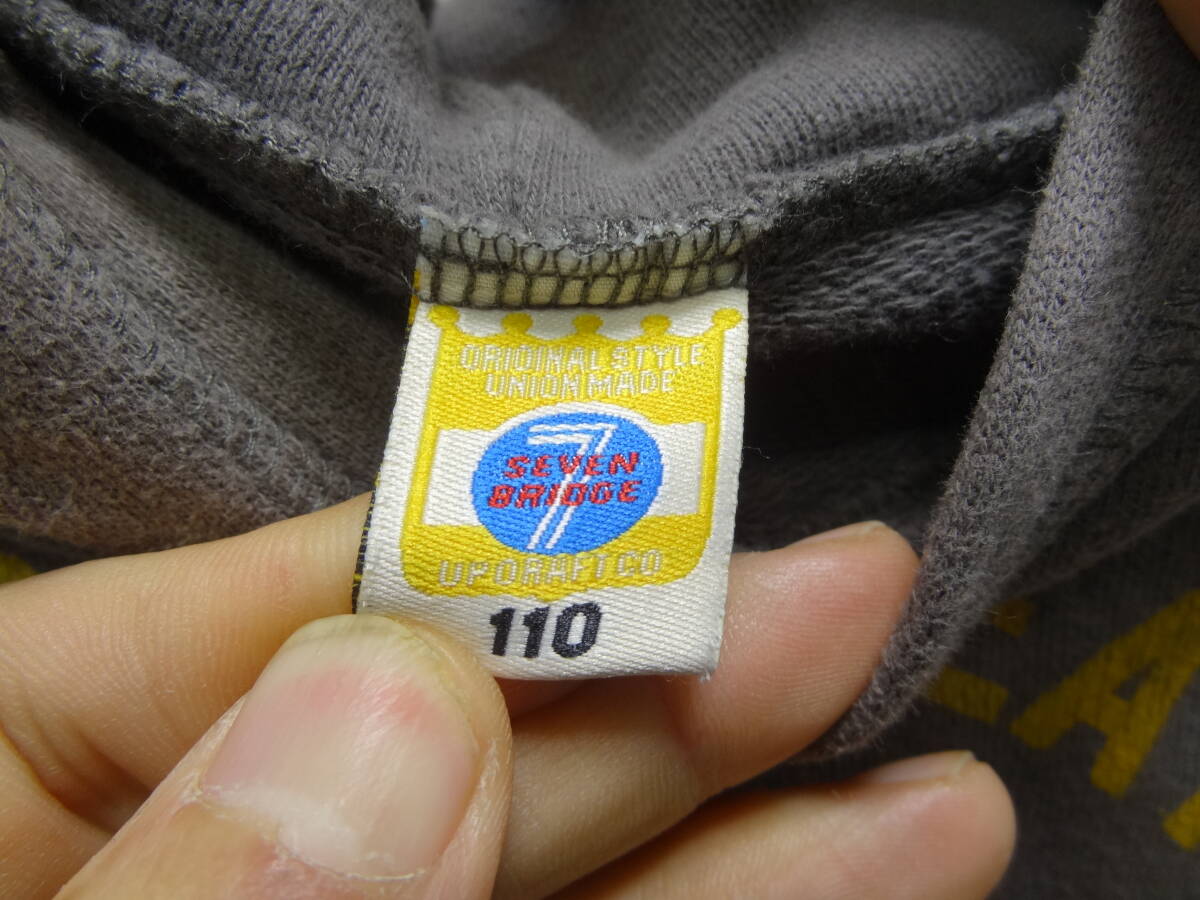 ORIGINAL STYLE
UNION MADE
7
SEVEN
BRIDGE
UPDRAFT CO
110